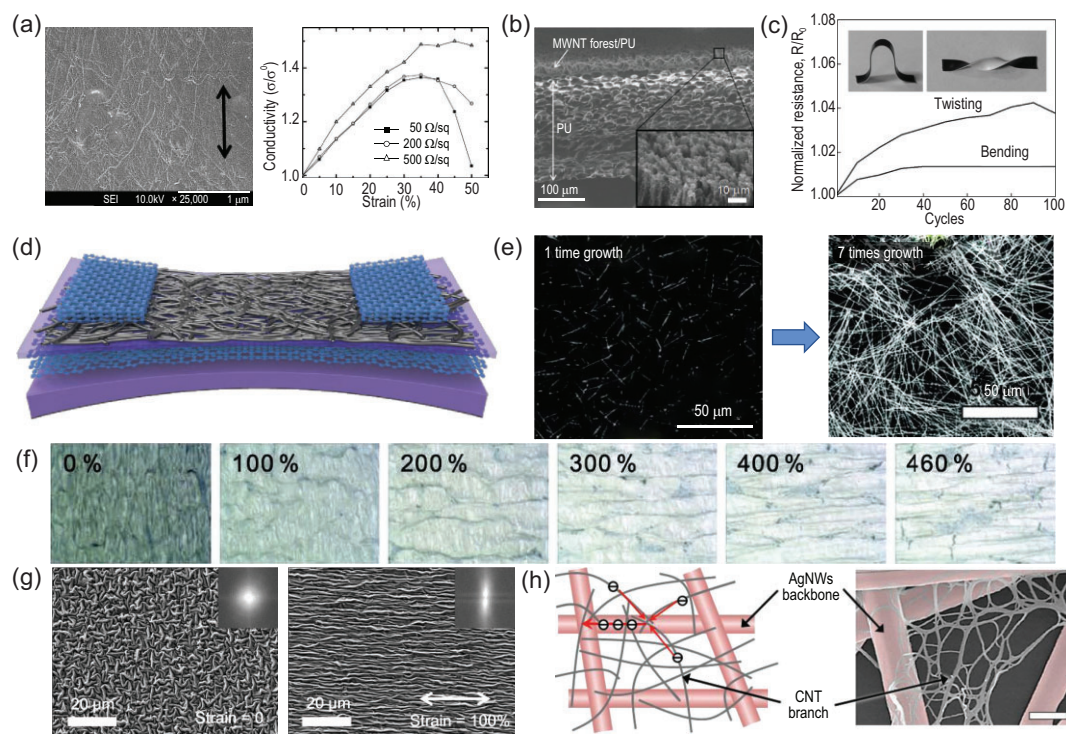 (a)
SEI 10.0kV × 25,000 1 μm
Conductivity (σ/σ⁰)
1.4
1.2
1.0
50 Ω/sq
200 Ω/sq
500 Ω/sq
0 10 20 30 40 50
Strain (%)
(b)
MWNT forest/PU
PU
100 μm
10 μm
(c)
Normalized resistance, R/R₀
1.08
1.06
1.04
1.02
1.00
Twisting
Bending
20 40 60 80 100
Cycles
(d)
(e)
1 time growth
50 μm
7 times growth
50 μm
(f)
0 %
100 %
200 %
300 %
400 %
460 %
(g)
20 μm
Strain = 0
20 μm
Strain = 100%
(h)
AgNWs
backbone
CNT
branch